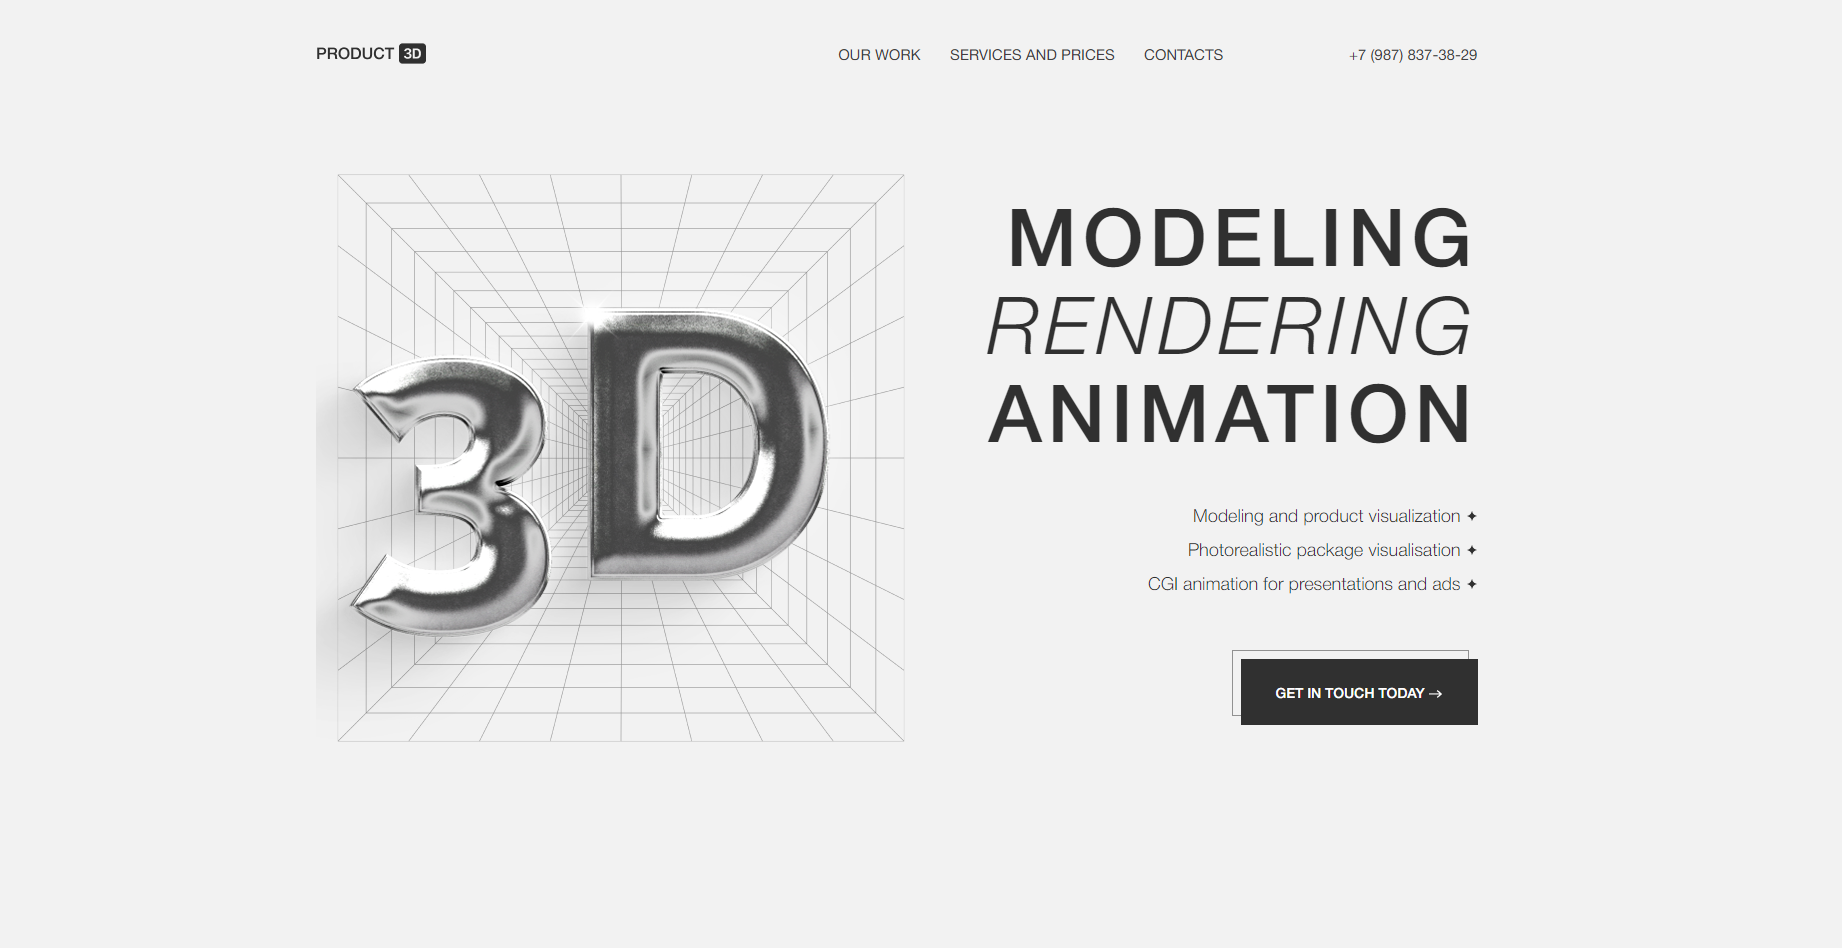 PRODUCT 3D
OUR WORK SERVICES AND PRICES CONTACTS +7 (987) 837-38-29
3D
MODELING
RENDERING
ANIMATION
Modeling and product visualization ✦
Photorealistic package visualisation ✦
CGI animation for presentations and ads ✦
GET IN TOUCH TODAY →